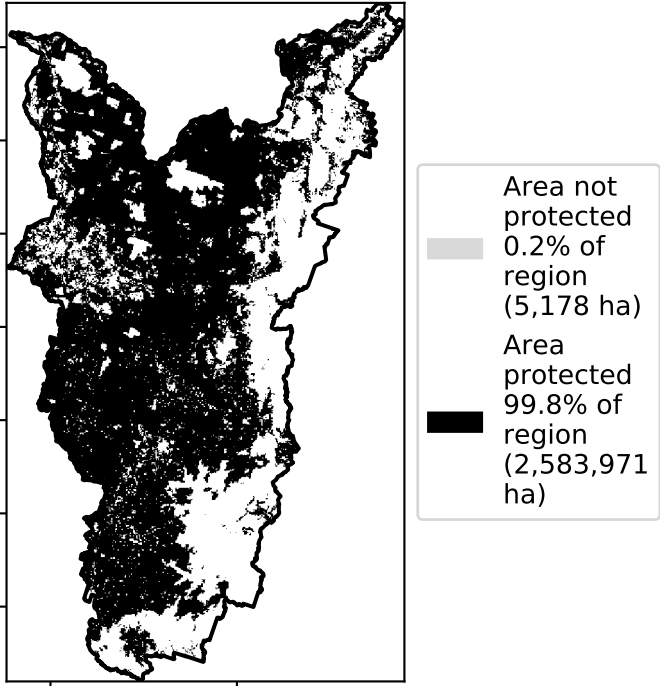 Area not
protected
0.2% of
region
(5,178 ha)
Area
protected
99.8% of
region
(2,583,971
ha)